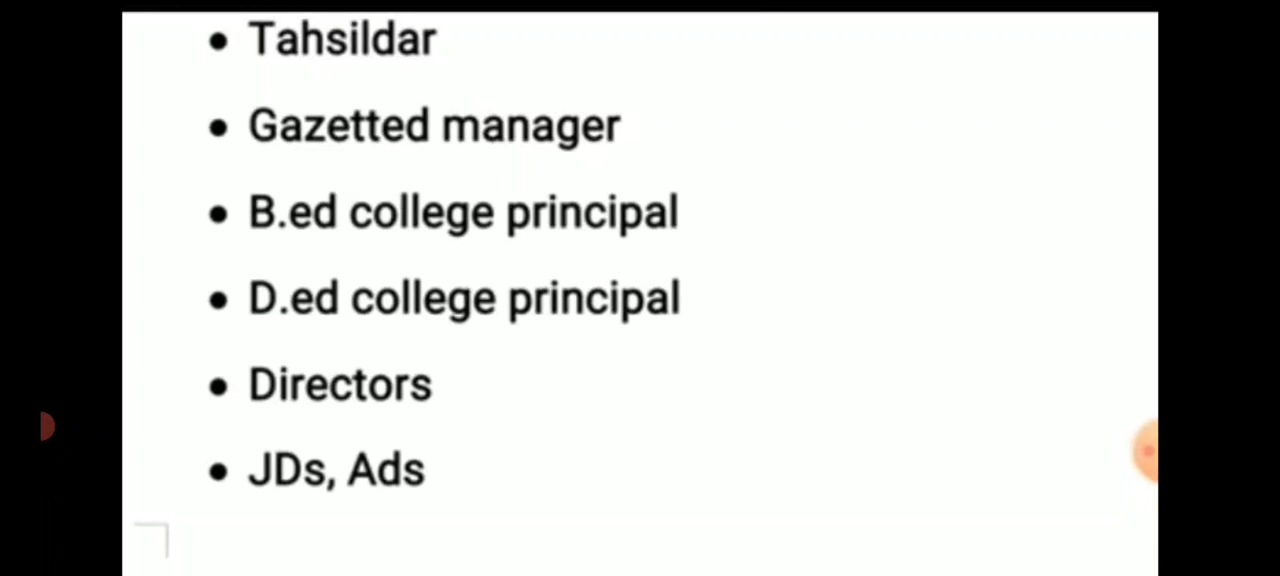 • Tahsildar
• Gazetted manager
• B.ed college principal
• D.ed college principal
• Directors
• JDs, Ads